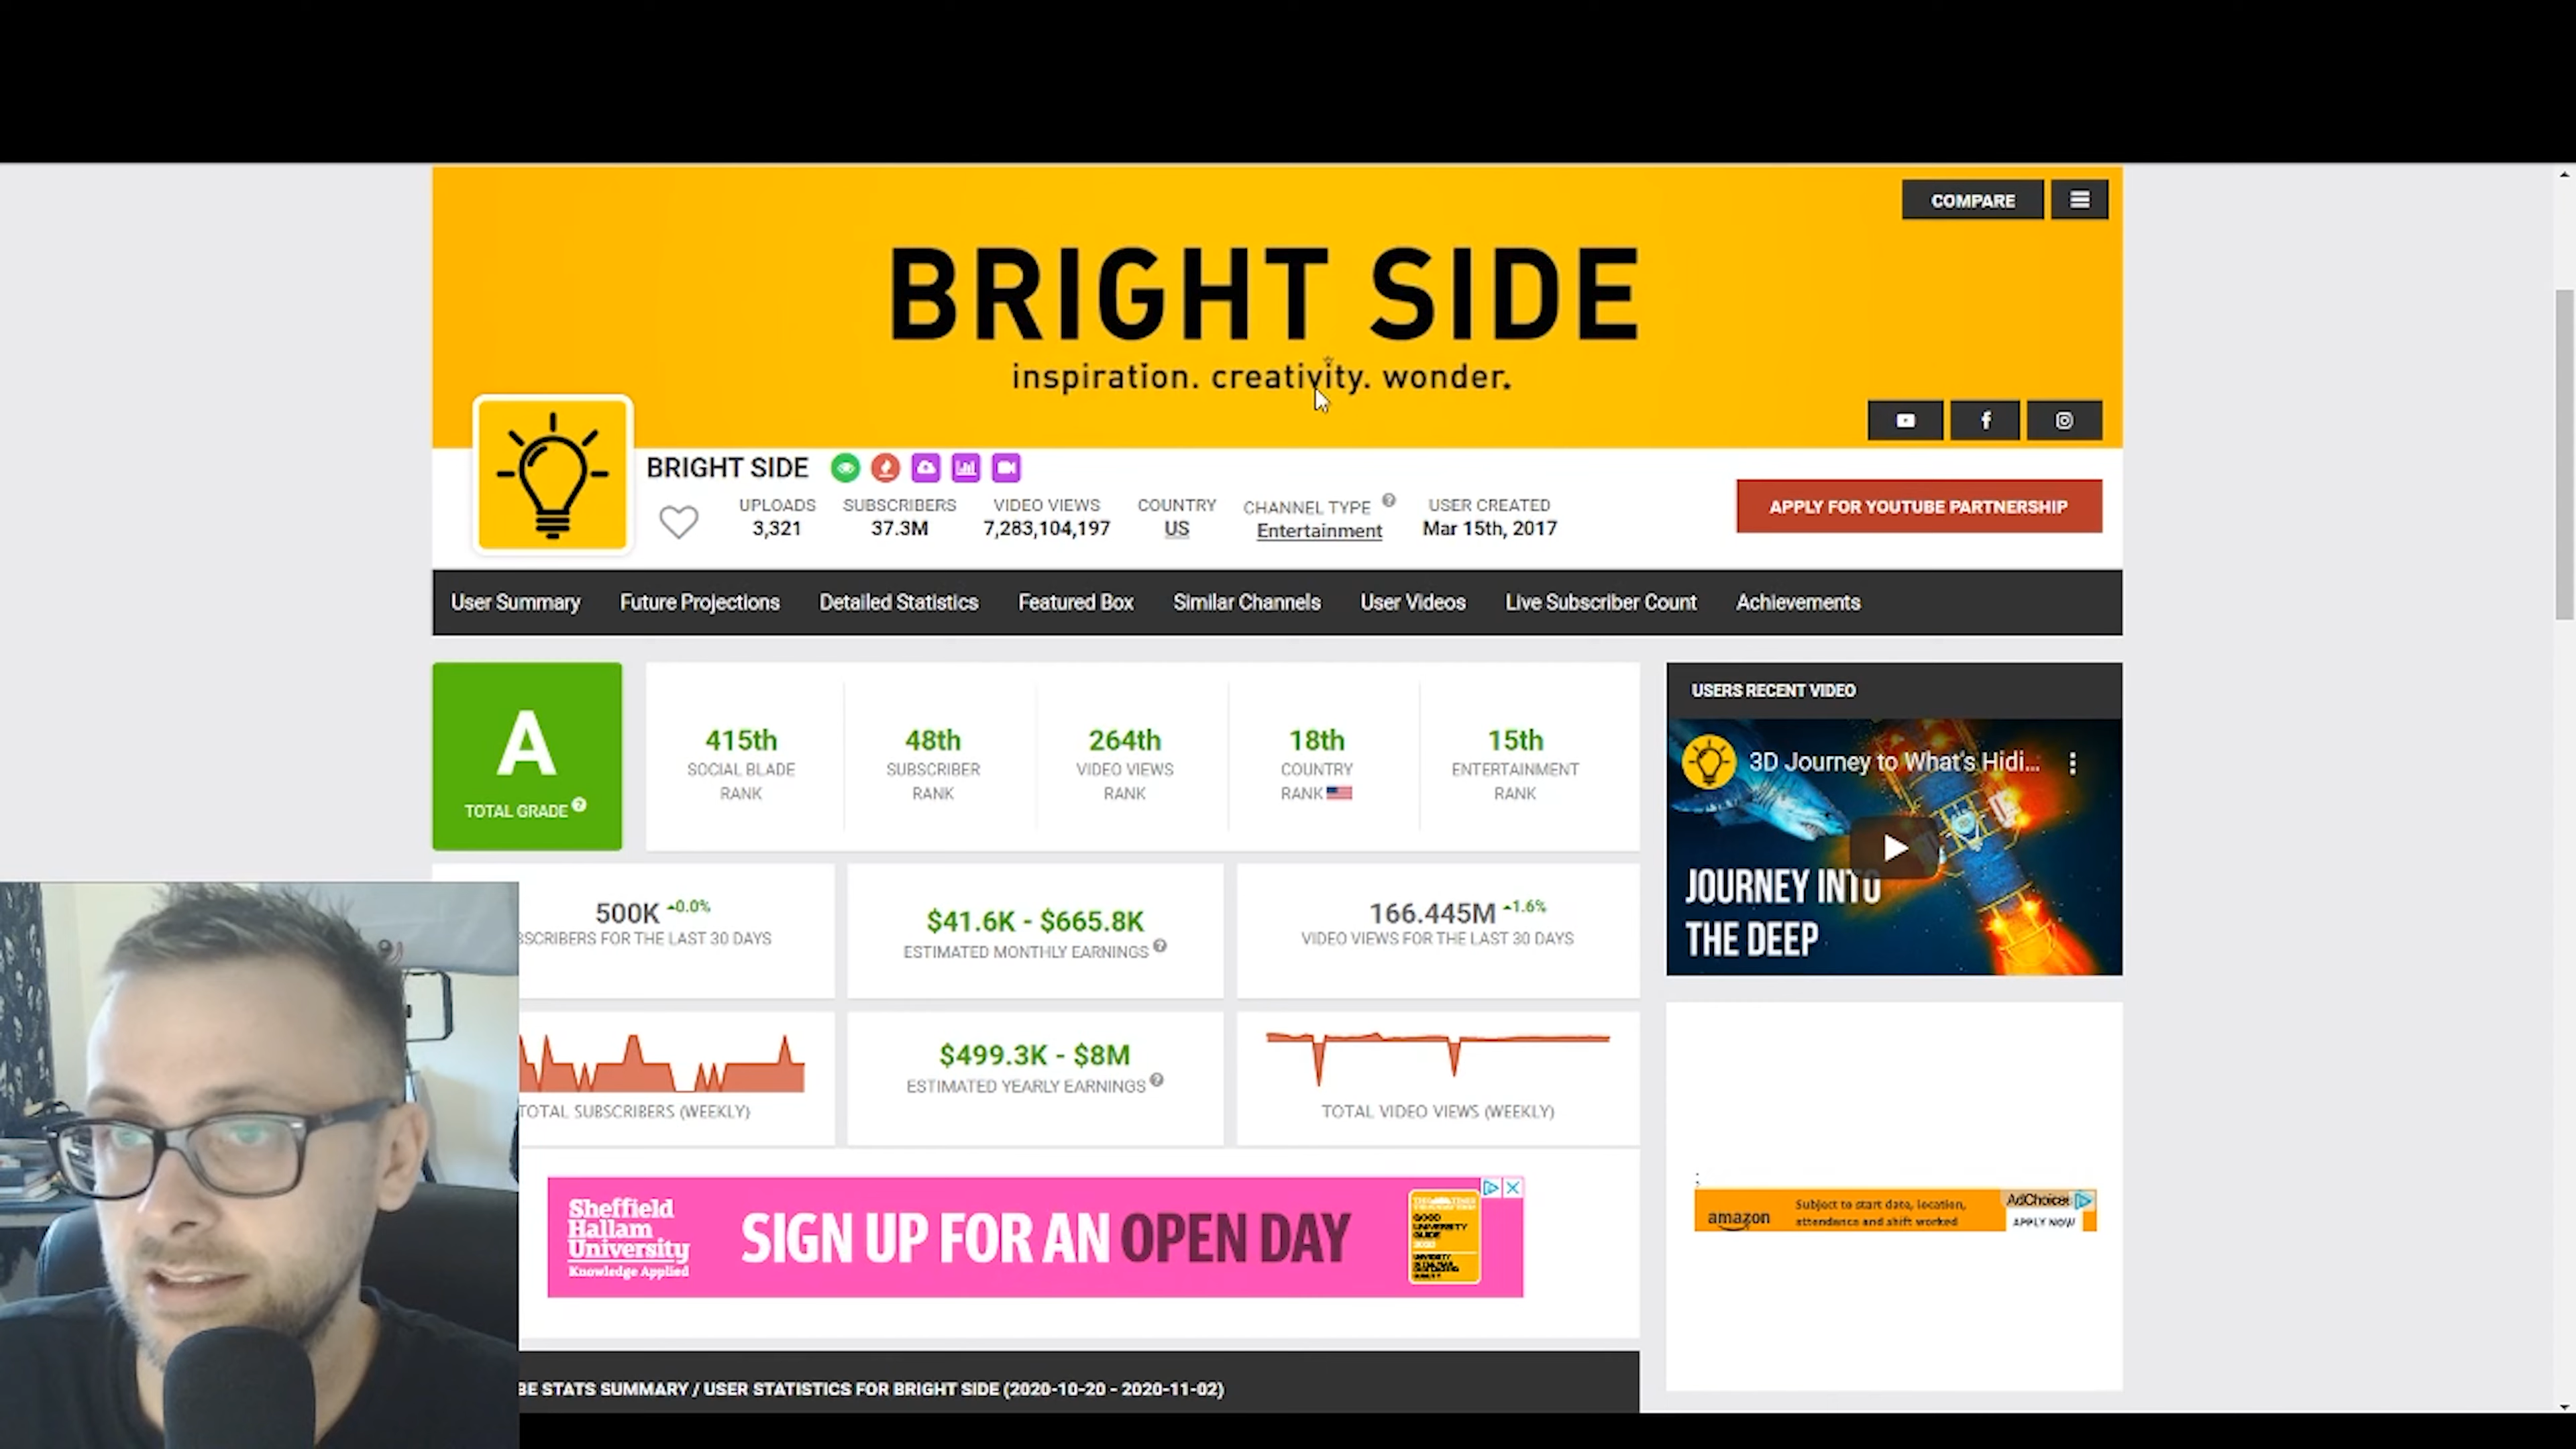 COMPARE
BRIGHT SIDE
inspiration. creativity. wonder.
BRIGHT SIDE
UPLOADS
3,321
SUBSCRIBERS
37.3M
VIDEO VIEWS
7,283,104,197
COUNTRY
US
CHANNEL TYPE
Entertainment
USER CREATED
Mar 15th, 2017
APPLY FOR YOUTUBE PARTNERSHIP
User Summary
Future Projections
Detailed Statistics
Featured Box
Similar Channels
User Videos
Live Subscriber Count
Achievements
A
TOTAL GRADE
415th
SOCIAL BLADE
RANK
48th
SUBSCRIBER
RANK
264th
VIDEO VIEWS
RANK
18th
COUNTRY
RANK
15th
ENTERTAINMENT
RANK
USERS RECENT VIDEO
3D Journey to What's Hidi...
JOURNEY INTO
THE DEEP
500K 0.0%
SCRIBERS FOR THE LAST 30 DAYS
$41.6K - $665.8K
ESTIMATED MONTHLY EARNINGS
166.445M 1.6%
VIDEO VIEWS FOR THE LAST 30 DAYS
TOTAL SUBSCRIBERS (WEEKLY)
$499.3K - $8M
ESTIMATED YEARLY EARNINGS
TOTAL VIDEO VIEWS (WEEKLY)
Sheffield
Hallam
University
Knowledge Applied
SIGN UP FOR AN OPEN DAY
GOOD
UNIVERSITY
GUIDE
amazon
Subject to start date, location,
attendance and shift worked
AdChoices
APPLY NOW
BE STATS SUMMARY / USER STATISTICS FOR BRIGHT SIDE (2020-10-20 - 2020-11-02)